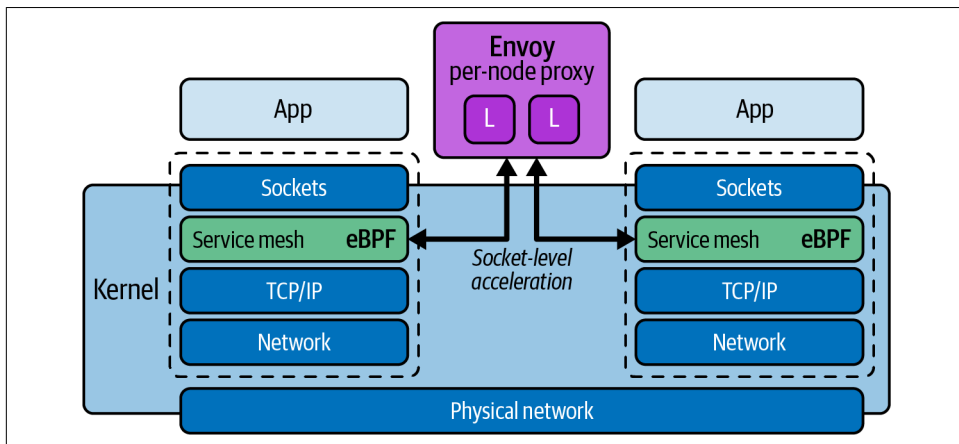 Envoy
per-node proxy
L L
App
App
Sockets
Sockets
Service mesh eBPF
Service mesh eBPF
Socket-level
acceleration
Kernel
TCP/IP
TCP/IP
Network
Network
Physical network